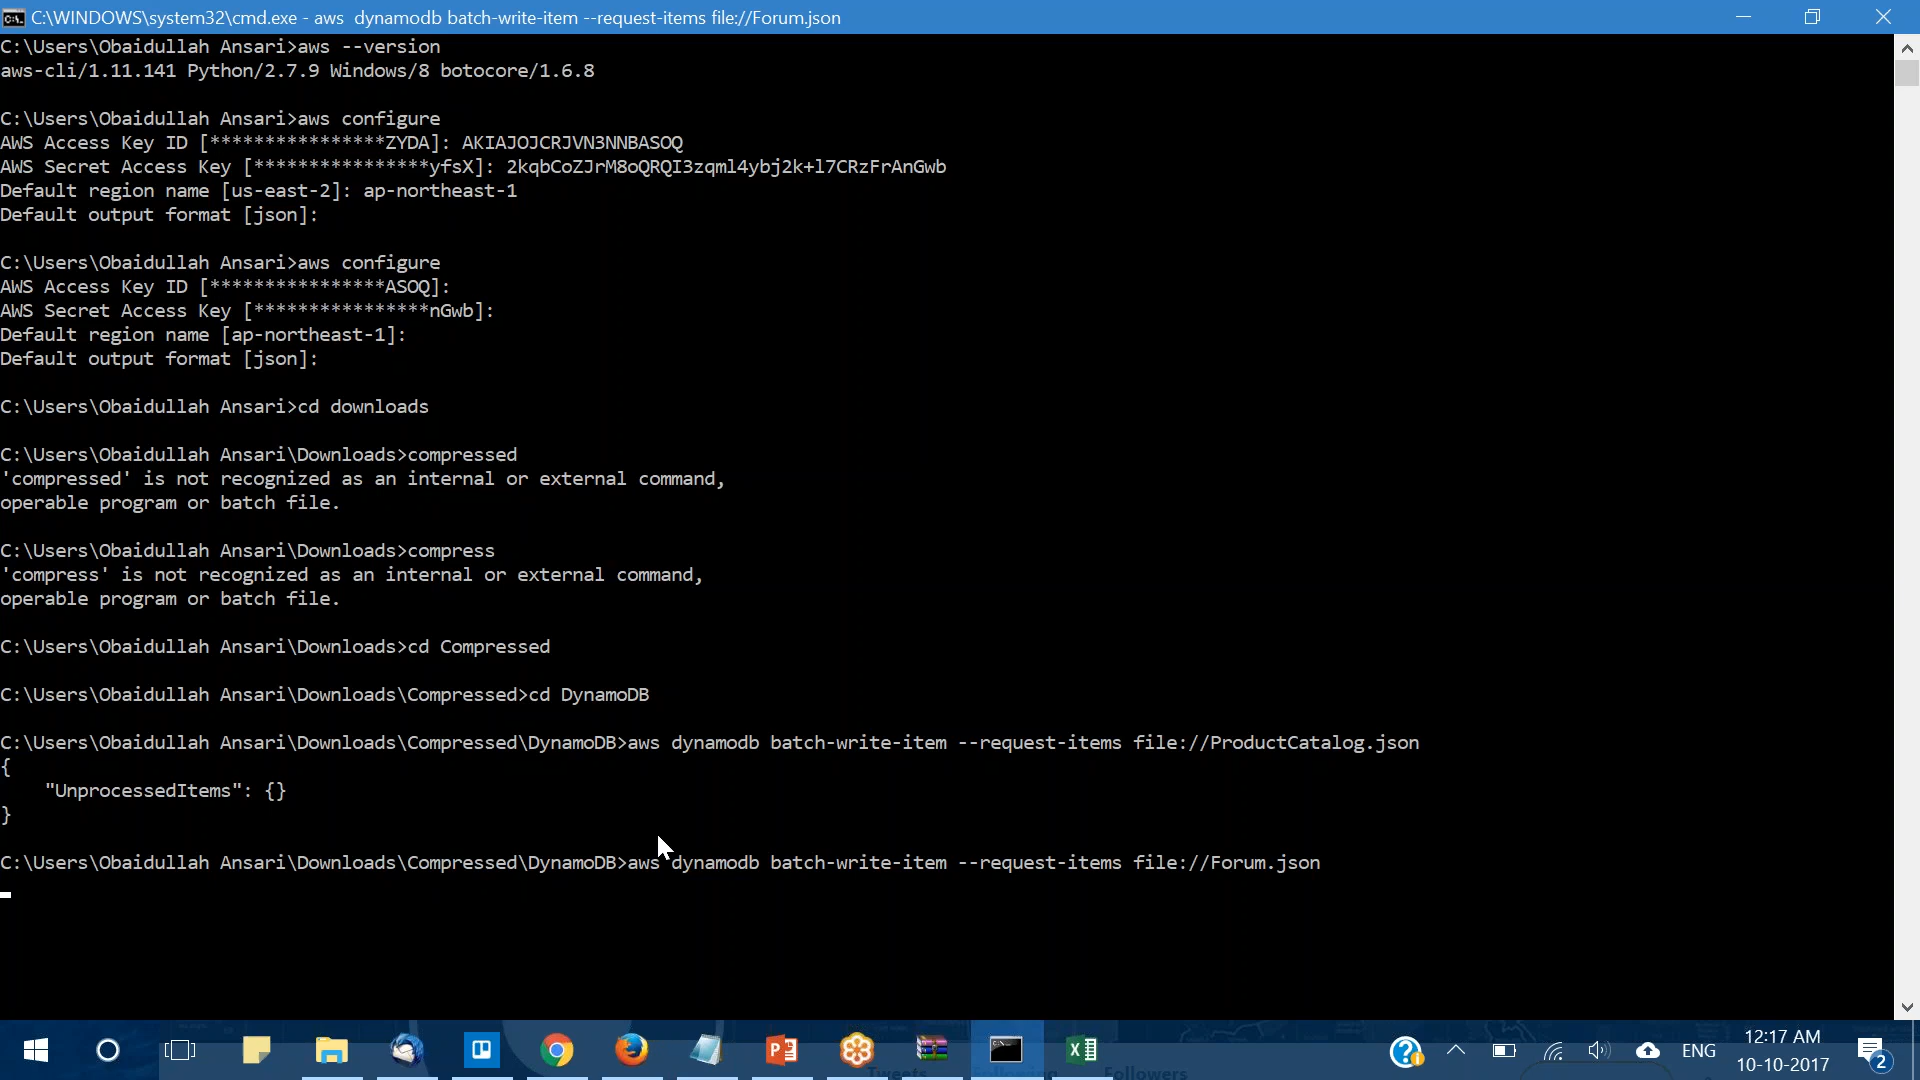 C:\WINDOWS\system32\cmd.exe - aws  dynamodb batch-write-item --request-items file://Forum.json
C:\Users\Obaidullah Ansari>aws --version
aws-cli/1.11.141 Python/2.7.9 Windows/8 botocore/1.6.8
C:\Users\Obaidullah Ansari>aws configure
AWS Access Key ID [****************ZYDA]: AKIAJOJCRJVN3NNBASOQ
AWS Secret Access Key [****************yfsX]: 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
Default region name [us-east-2]: ap-northeast-1
Default output format [json]:
C:\Users\Obaidullah Ansari>aws configure
AWS Access Key ID [****************ASOQ]:
AWS Secret Access Key [****************nGwb]:
Default region name [ap-northeast-1]:
Default output format [json]:
C:\Users\Obaidullah Ansari>cd downloads
C:\Users\Obaidullah Ansari\Downloads>compressed
'compressed' is not recognized as an internal or external command,
operable program or batch file.
C:\Users\Obaidullah Ansari\Downloads>compress
'compress' is not recognized as an internal or external command,
operable program or batch file.
C:\Users\Obaidullah Ansari\Downloads>cd Compressed
C:\Users\Obaidullah Ansari\Downloads\Compressed>cd DynamoDB
C:\Users\Obaidullah Ansari\Downloads\Compressed\DynamoDB>aws dynamodb batch-write-item --request-items file://ProductCatalog.json
{
    "UnprocessedItems": {}
}
C:\Users\Obaidullah Ansari\Downloads\Compressed\DynamoDB>aws dynamodb batch-write-item --request-items file://Forum.json
ENG
12:17 AM
10-10-2017
2
Tweets
Following
Followers